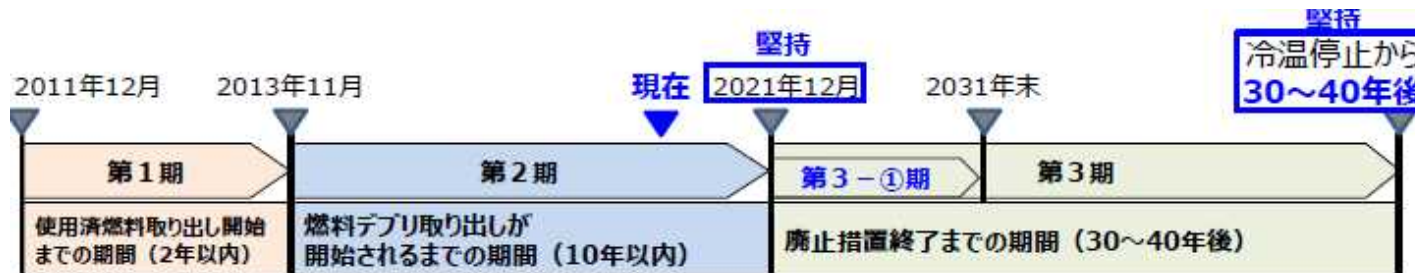 堅持
冷温停止から
30～40年後
堅持
2011年12月
2013年11月
現在
2021年12月
2031年末
第１期
第２期
第３－①期
第３期
使用済燃料取り出し開始
までの期間（2年以内）
燃料デブリ取り出しが
開始されるまでの期間（10年以内）
廃止措置終了までの期間（30～40年後）